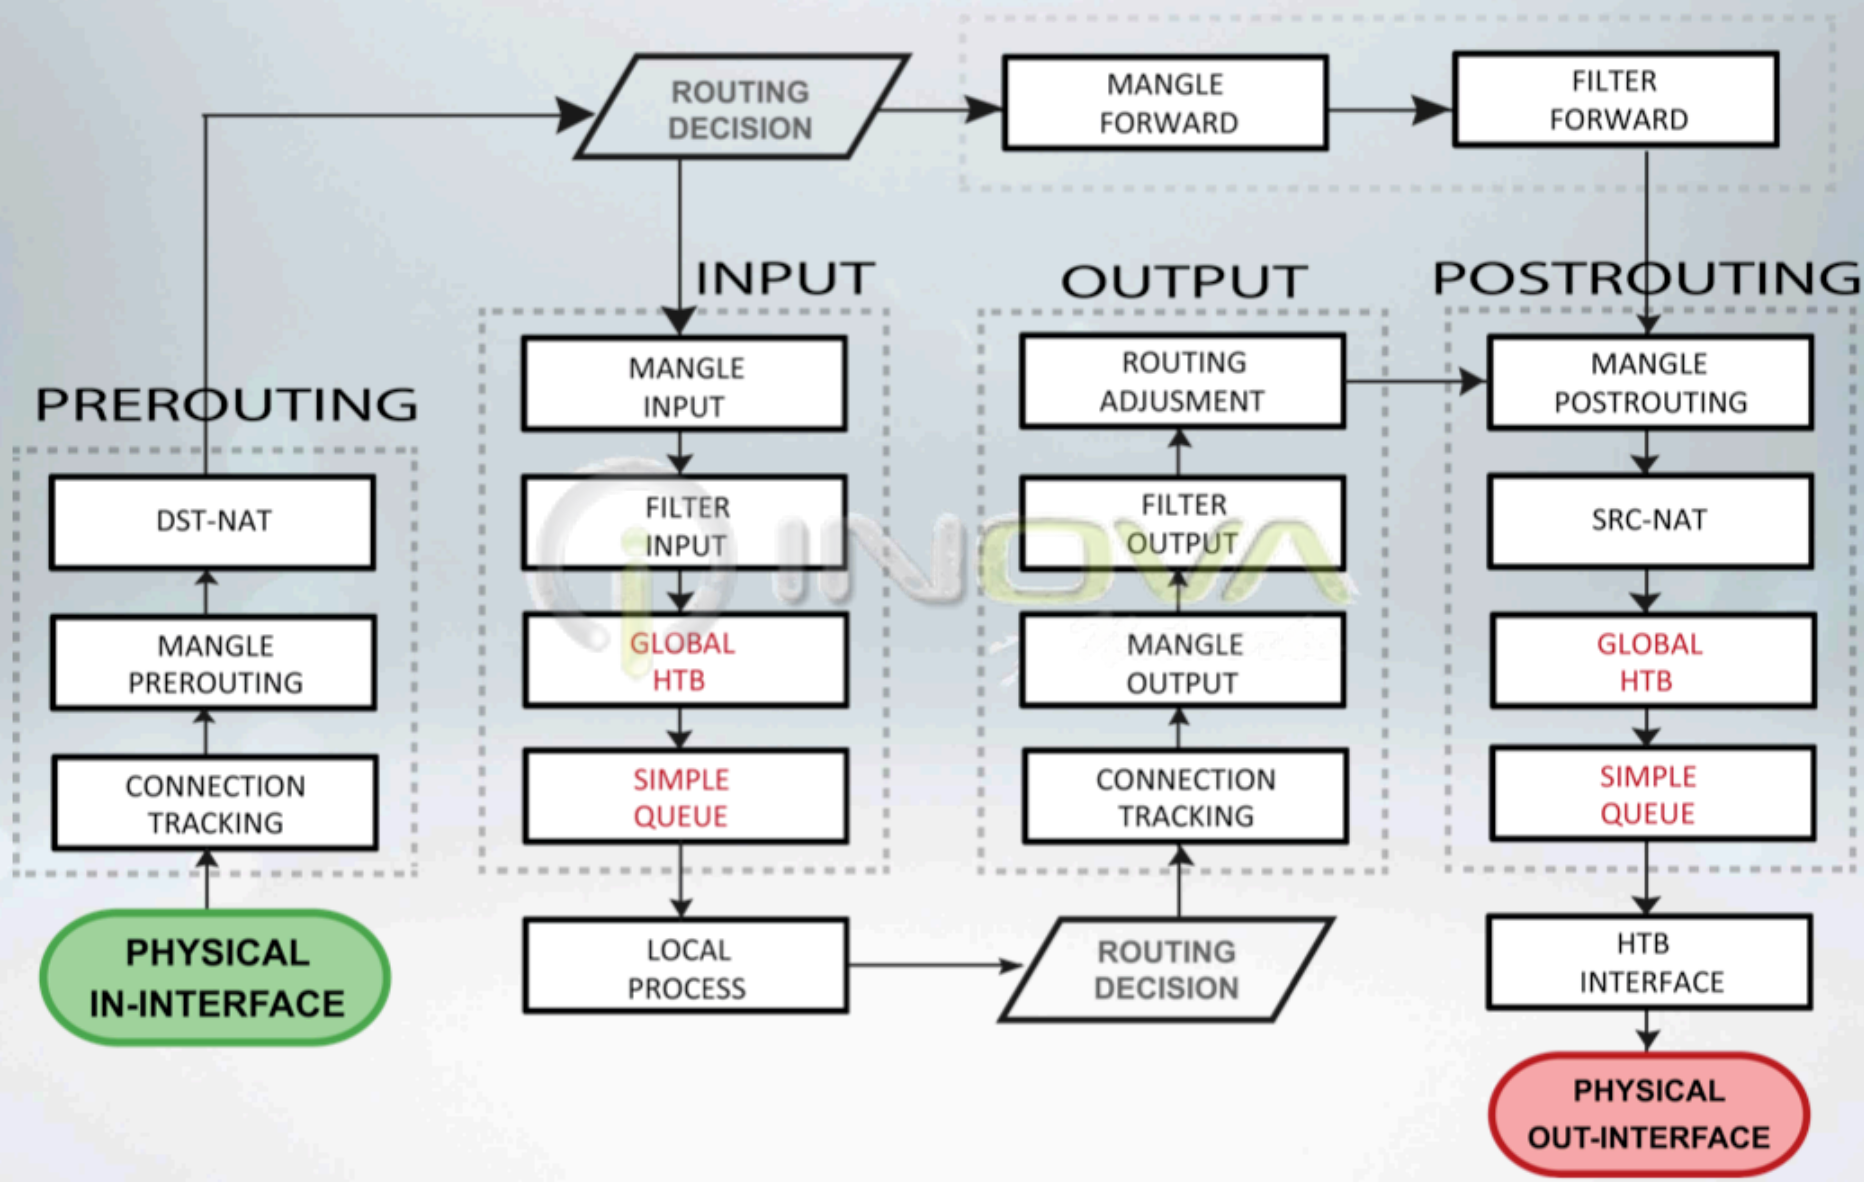 ROUTING
DECISION
MANGLE
FORWARD
FILTER
FORWARD
PREROUTING
DST-NAT
MANGLE
PREROUTING
CONNECTION
TRACKING
PHYSICAL
IN-INTERFACE
INPUT
MANGLE
INPUT
FILTER
INPUT
GLOBAL
HTB
SIMPLE
QUEUE
LOCAL
PROCESS
OUTPUT
ROUTING
ADJUSMENT
FILTER
OUTPUT
MANGLE
OUTPUT
CONNECTION
TRACKING
ROUTING
DECISION
POSTROUTING
MANGLE
POSTROUTING
SRC-NAT
GLOBAL
HTB
SIMPLE
QUEUE
HTB
INTERFACE
PHYSICAL
OUT-INTERFACE
iNOVA